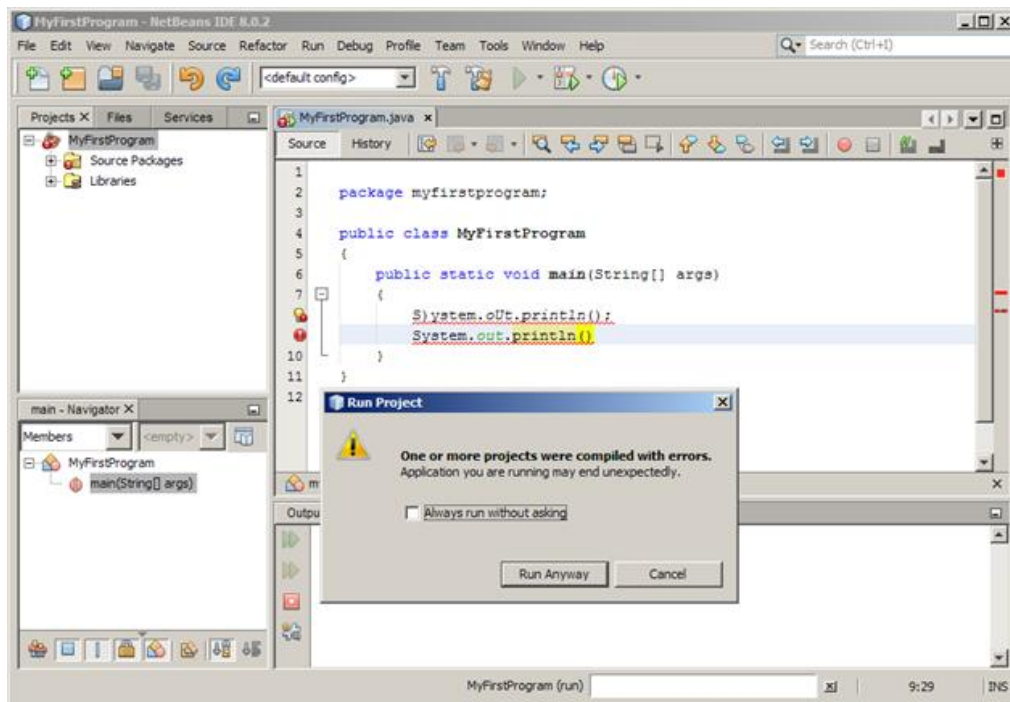 MyFirstProgram - NetBeans IDE 8.0.2
File Edit View Navigate Source Refactor Run Debug Profile Team Tools Window Help
Search (Ctrl+I)
<default config>
Projects X Files Services
MyFirstProgram
Source Packages
Libraries
MyFirstProgram.java x
Source History
1
2 package myfirstprogram;
3
4 public class MyFirstProgram
5 {
6 public static void main(String[] args)
7 {
S)ystem.oUt.println();
System.out.println()
10 }
11 }
12
main - Navigator X
Members <empty>
MyFirstProgram
main(String[] args)
m
Outpu
Run Project
One or more projects were compiled with errors.
Application you are running may end unexpectedly.
Always run without asking
Run Anyway Cancel
MyFirstProgram (run) 9:29 INS